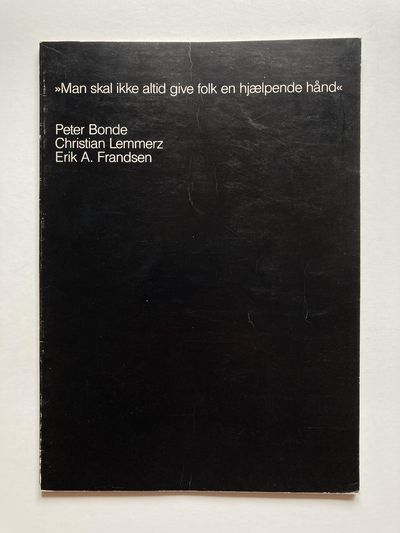 »Man skal ikke altid give folk en hjælpende hånd«
Peter Bonde
Christian Lemmerz
Erik A. Frandsen